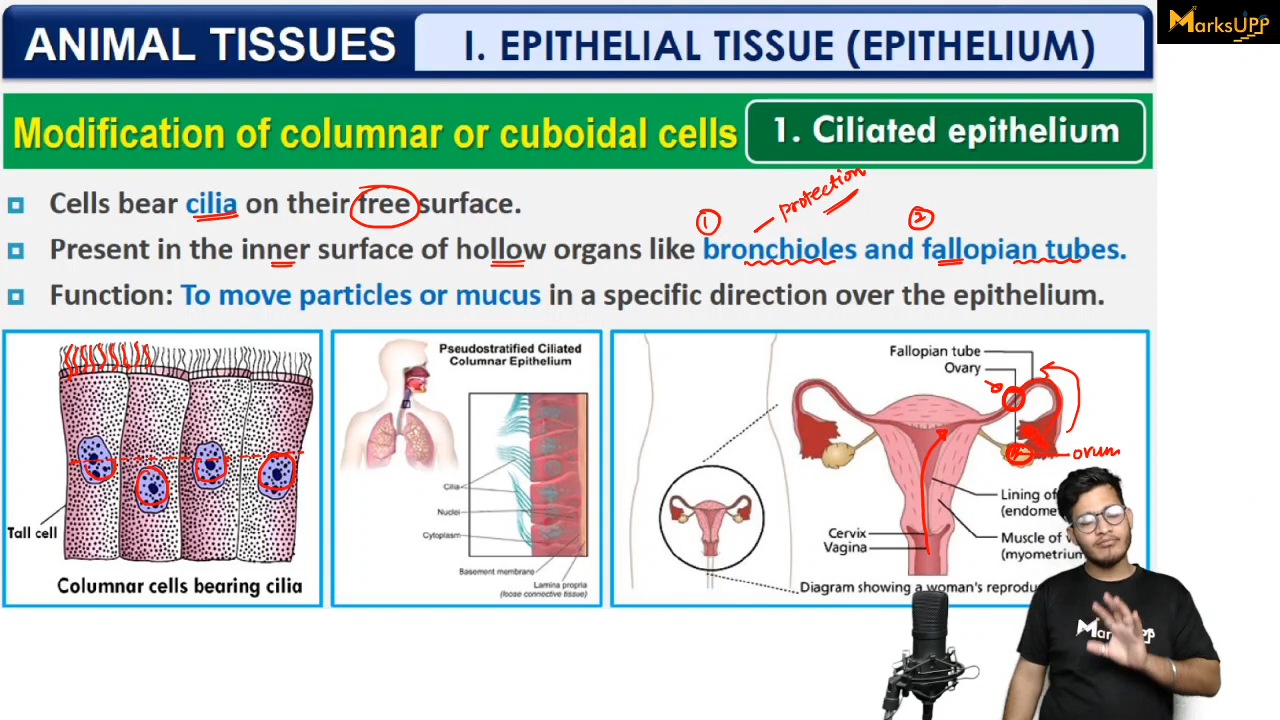 ANIMAL TISSUES
I. EPITHELIAL TISSUE (EPITHELIUM)
MarksUPP
Modification of columnar or cuboidal cells
1. Ciliated epithelium
Cells bear cilia on their free surface.
protection
1
2
Present in the inner surface of hollow organs like bronchioles and fallopian tubes.
Function: To move particles or mucus in a specific direction over the epithelium.
Tall cell
Columnar cells bearing cilia
Pseudostratified Ciliated
Columnar Epithelium
Cilia
Nuclei
Cytoplasm
Basement membrane
Lamina propria
(loose connective tissue)
Fallopian tube
Ovary
ovum
Lining of
(endome
Cervix
Vagina
Muscle of
(myometrium
Diagram showing a woman's reprodu
MarksUPP